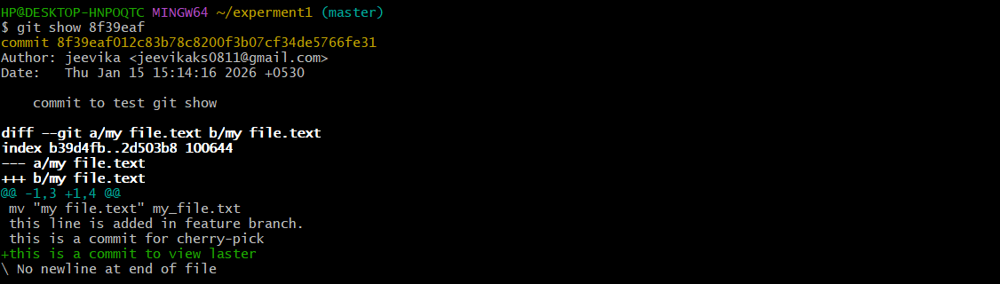 HP@DESKTOP-HNPOQTC MINGW64 ~/experment1 (master)
$ git show 8f39eaf
commit 8f39eaf012c83b78c8200f3b07cf34de5766fe31
Author: jeevika <jeevikaks0811@gmail.com>
Date:   Thu Jan 15 15:14:16 2026 +0530

    commit to test git show

diff --git a/my file.text b/my file.text
index b39d4fb..2d503b8 100644
--- a/my file.text
+++ b/my file.text
@@ -1,3 +1,4 @@
 mv "my file.text" my_file.txt
 this line is added in feature branch.
 this is a commit for cherry-pick
+this is a commit to view laster
\ No newline at end of file